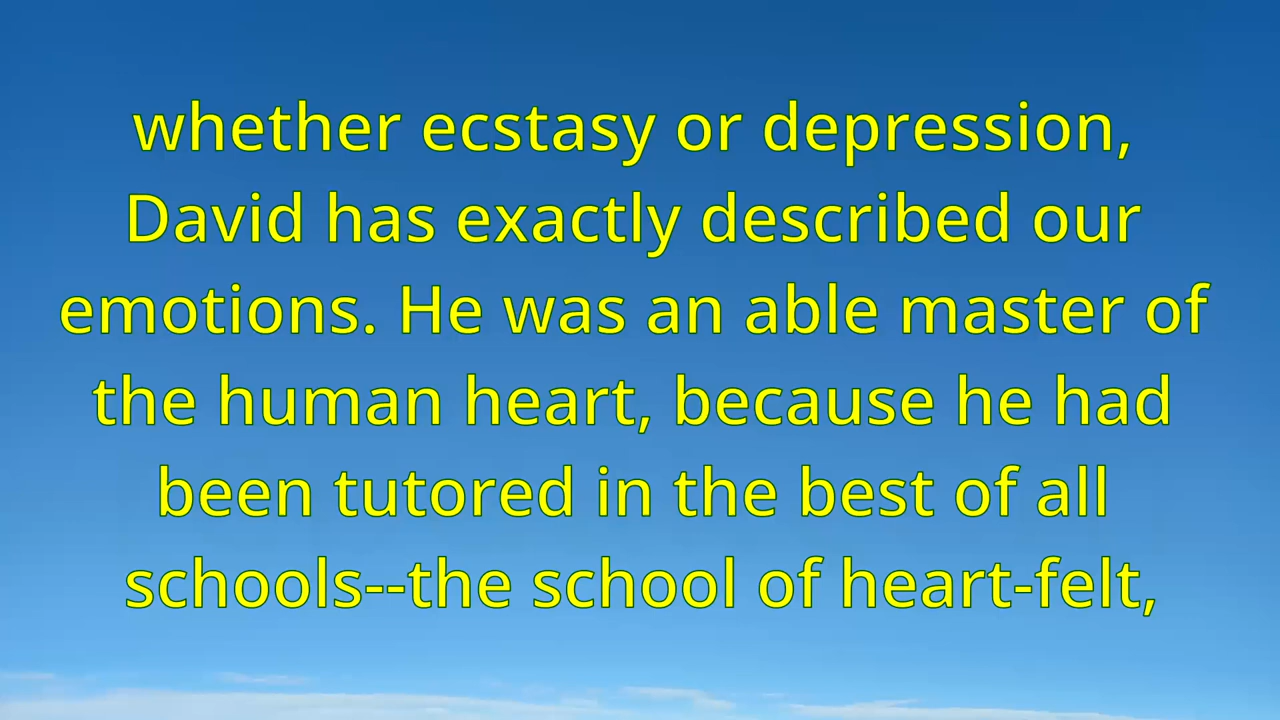 whether ecstasy or depression,
David has exactly described our
emotions. He was an able master of
the human heart, because he had
been tutored in the best of all
schools--the school of heart-felt,